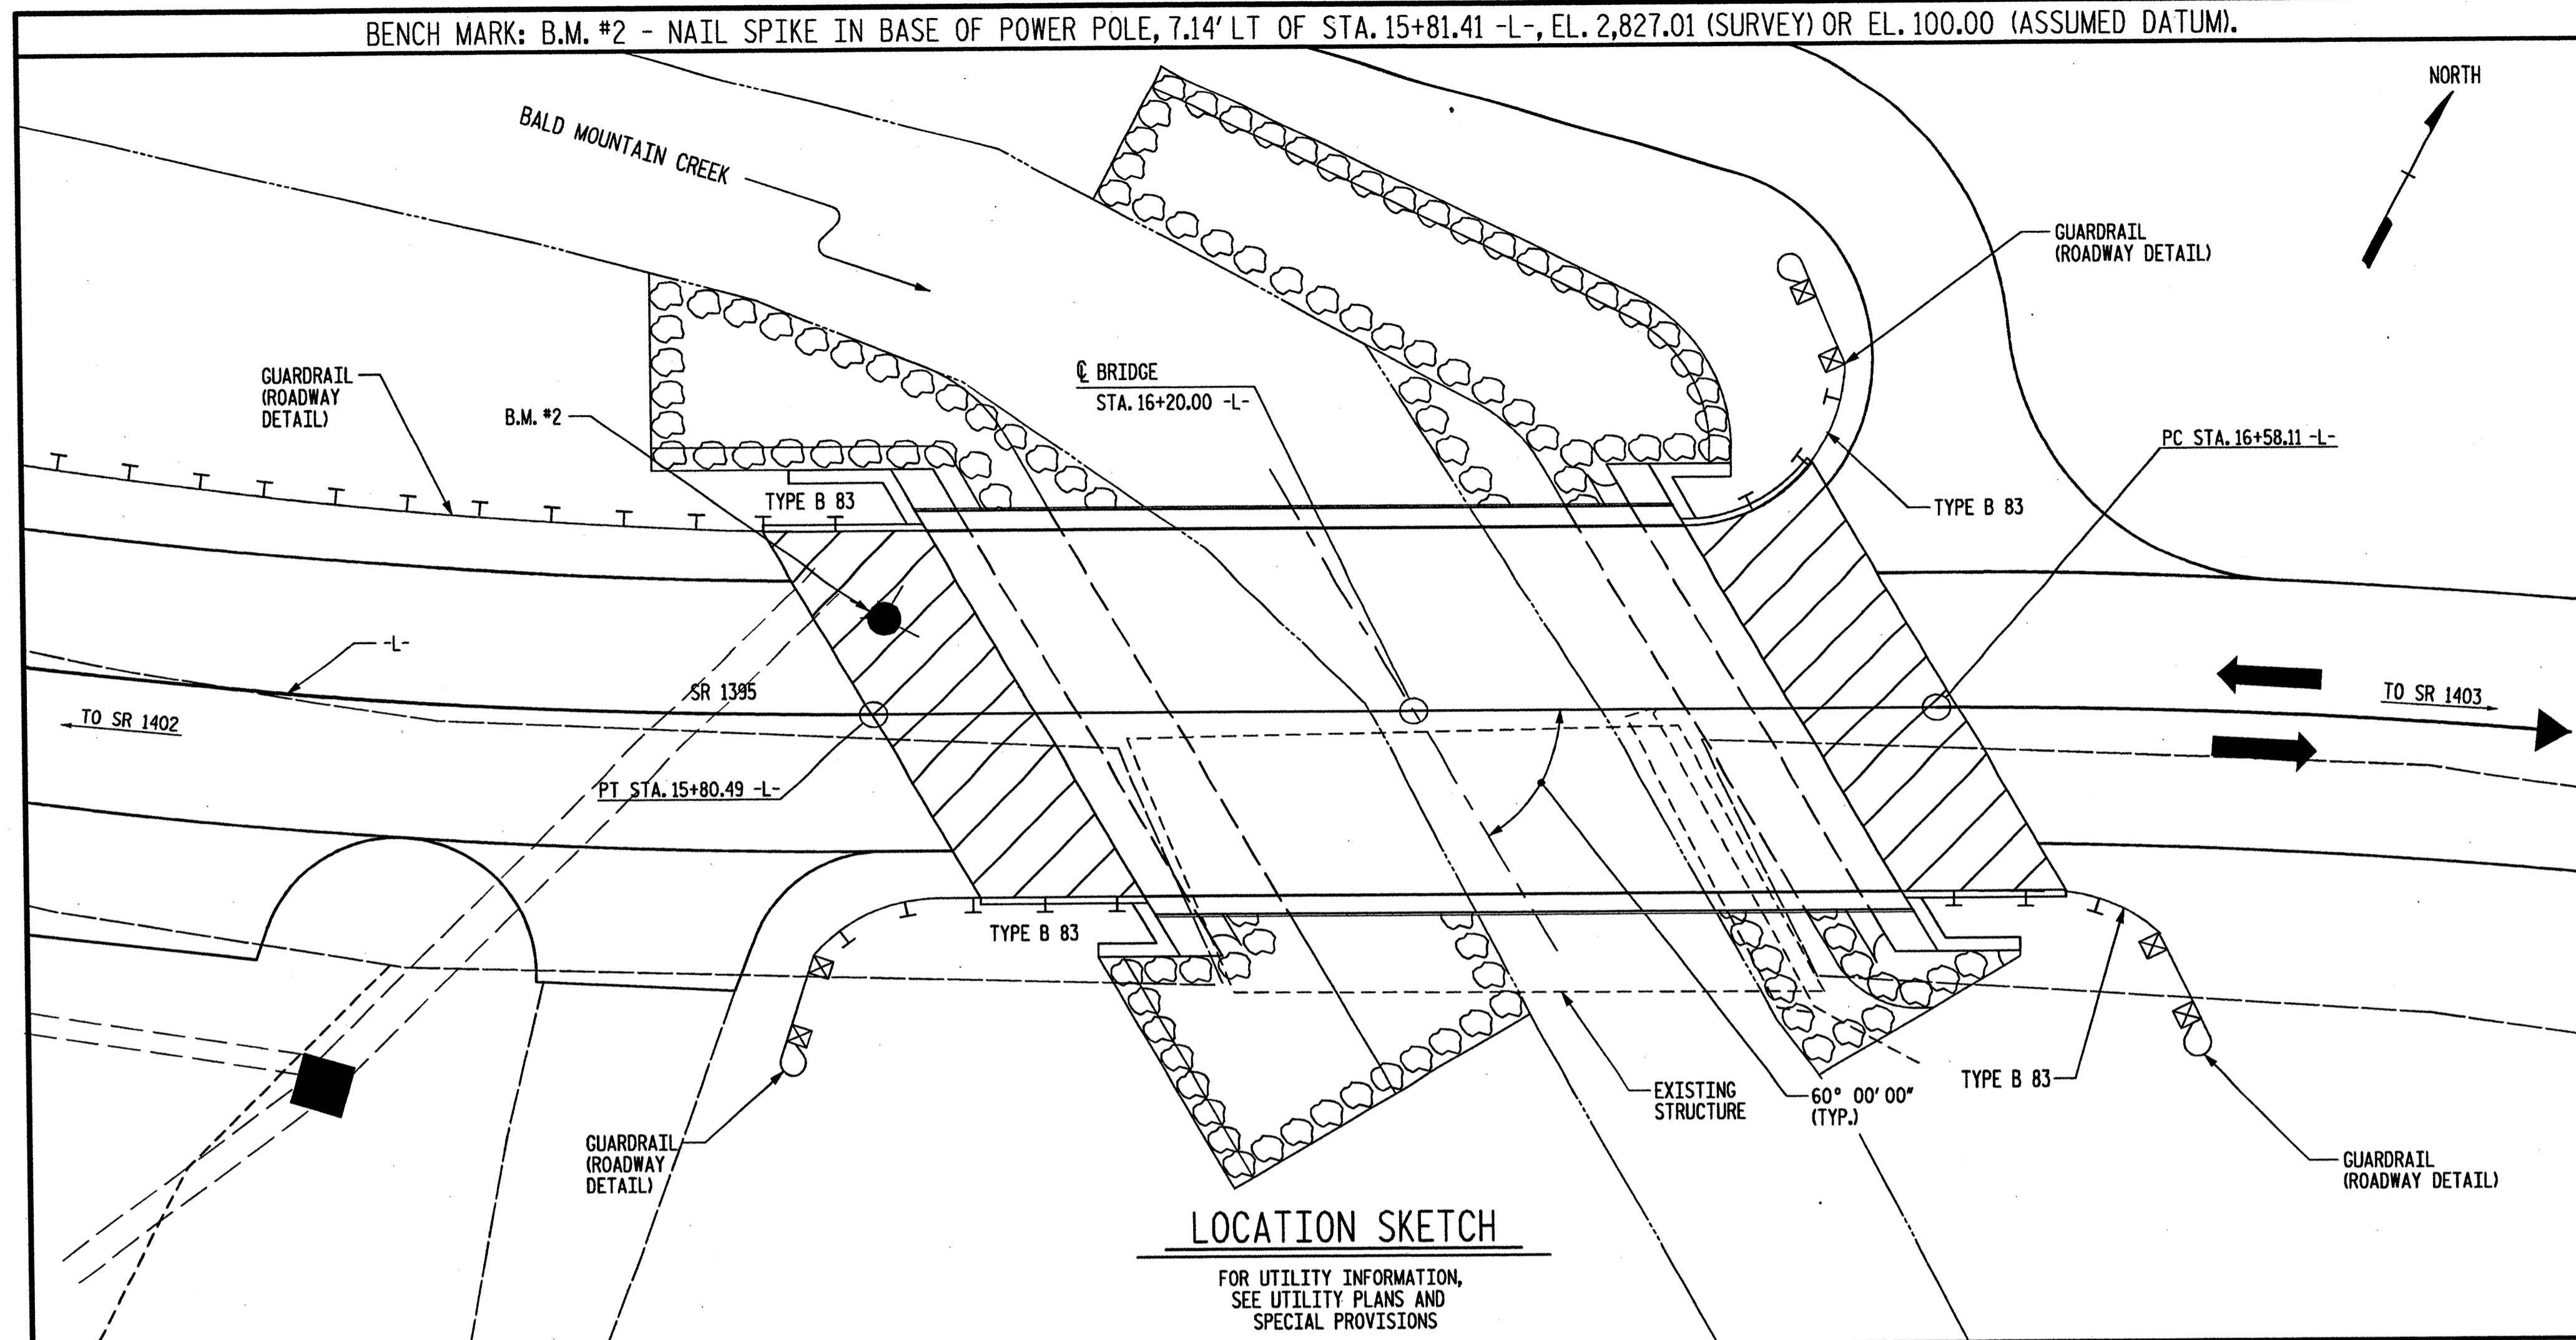 BENCH MARK: B.M. #2 - NAIL SPIKE IN BASE OF POWER POLE, 7.14' LT OF STA. 15+81.41 -L-, EL. 2,827.01 (SURVEY) OR EL. 100.00 (ASSUMED DATUM).
NORTH
BALD MOUNTAIN CREEK
GUARDRAIL
(ROADWAY DETAIL)
GUARDRAIL
(ROADWAY
DETAIL)
B.M. #2
℄ BRIDGE
STA. 16+20.00 -L-
PC STA. 16+58.11 -L-
TYPE B 83
TYPE B 83
-L-
SR 1395
TO SR 1402
TO SR 1403
PT STA. 15+80.49 -L-
TYPE B 83
EXISTING
STRUCTURE
60° 00' 00"
(TYP.)
TYPE B 83
GUARDRAIL
(ROADWAY
DETAIL)
GUARDRAIL
(ROADWAY DETAIL)
LOCATION SKETCH
FOR UTILITY INFORMATION,
SEE UTILITY PLANS AND
SPECIAL PROVISIONS